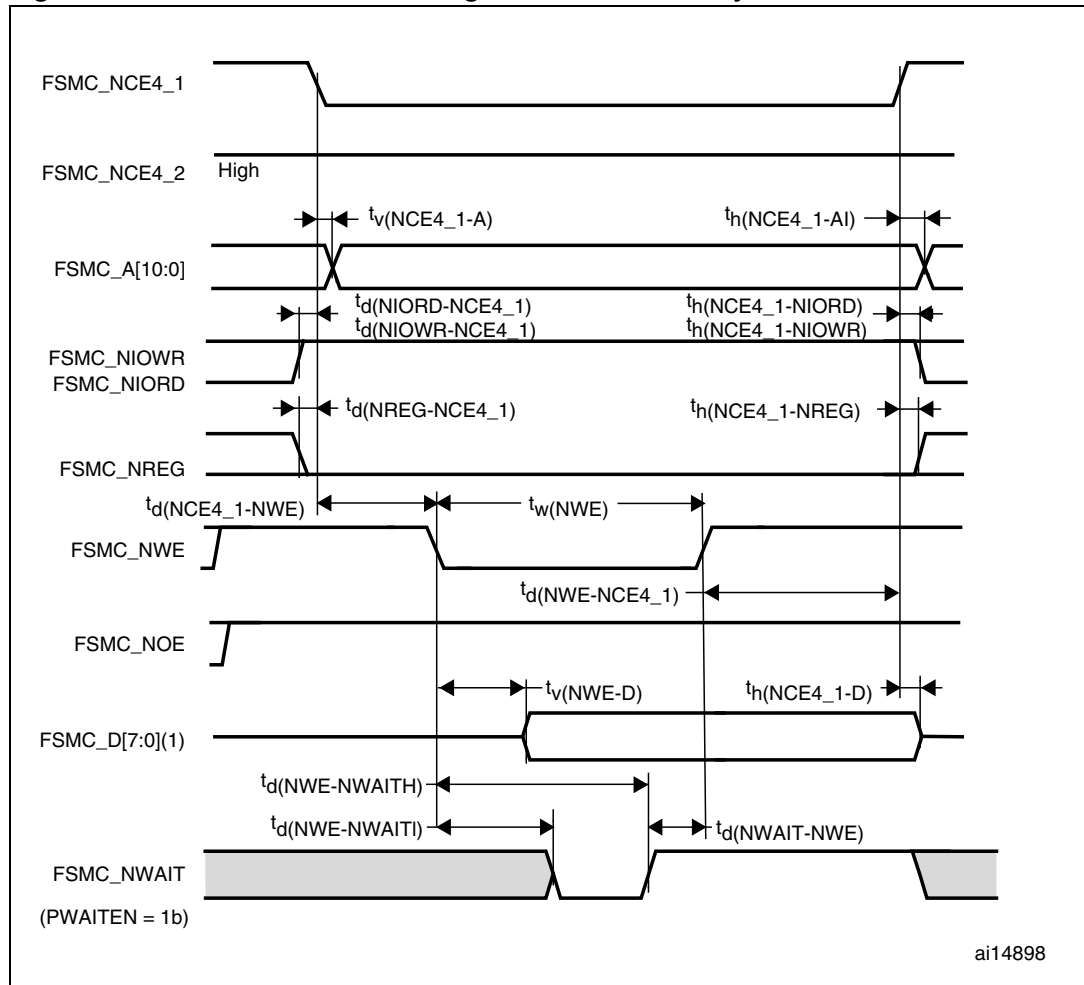 FSMC_NCE4_1
FSMC_NCE4_2 High
tv(NCE4_1-A) th(NCE4_1-AI)
FSMC_A[10:0]
td(NIORD-NCE4_1) th(NCE4_1-NIORD)
td(NIOWR-NCE4_1) th(NCE4_1-NIOWR)
FSMC_NIOWR
FSMC_NIORD
td(NREG-NCE4_1) th(NCE4_1-NREG)
FSMC_NREG
td(NCE4_1-NWE) tw(NWE)
FSMC_NWE
td(NWE-NCE4_1)
FSMC_NOE
tv(NWE-D) th(NCE4_1-D)
FSMC_D[7:0](1)
td(NWE-NWAITH)
td(NWE-NWAITl) td(NWAIT-NWE)
FSMC_NWAIT
(PWAITEN = 1b)
ai14898